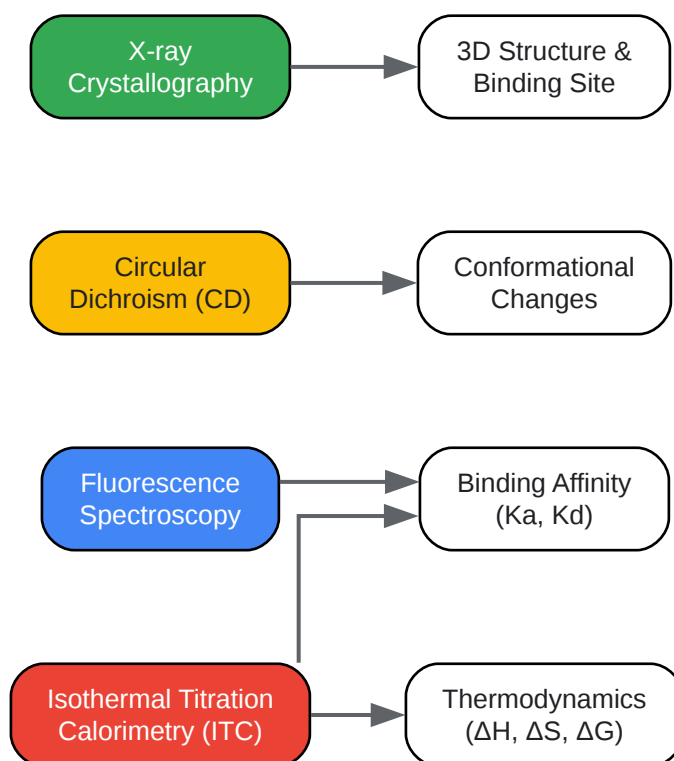 X-ray
Crystallography
3D Structure &
Binding Site
Circular
Dichroism (CD)
Conformational
Changes
Fluorescence
Spectroscopy
Binding Affinity
(Ka, Kd)
Isothermal Titration
Calorimetry (ITC)
Thermodynamics
(ΔH, ΔS, ΔG)